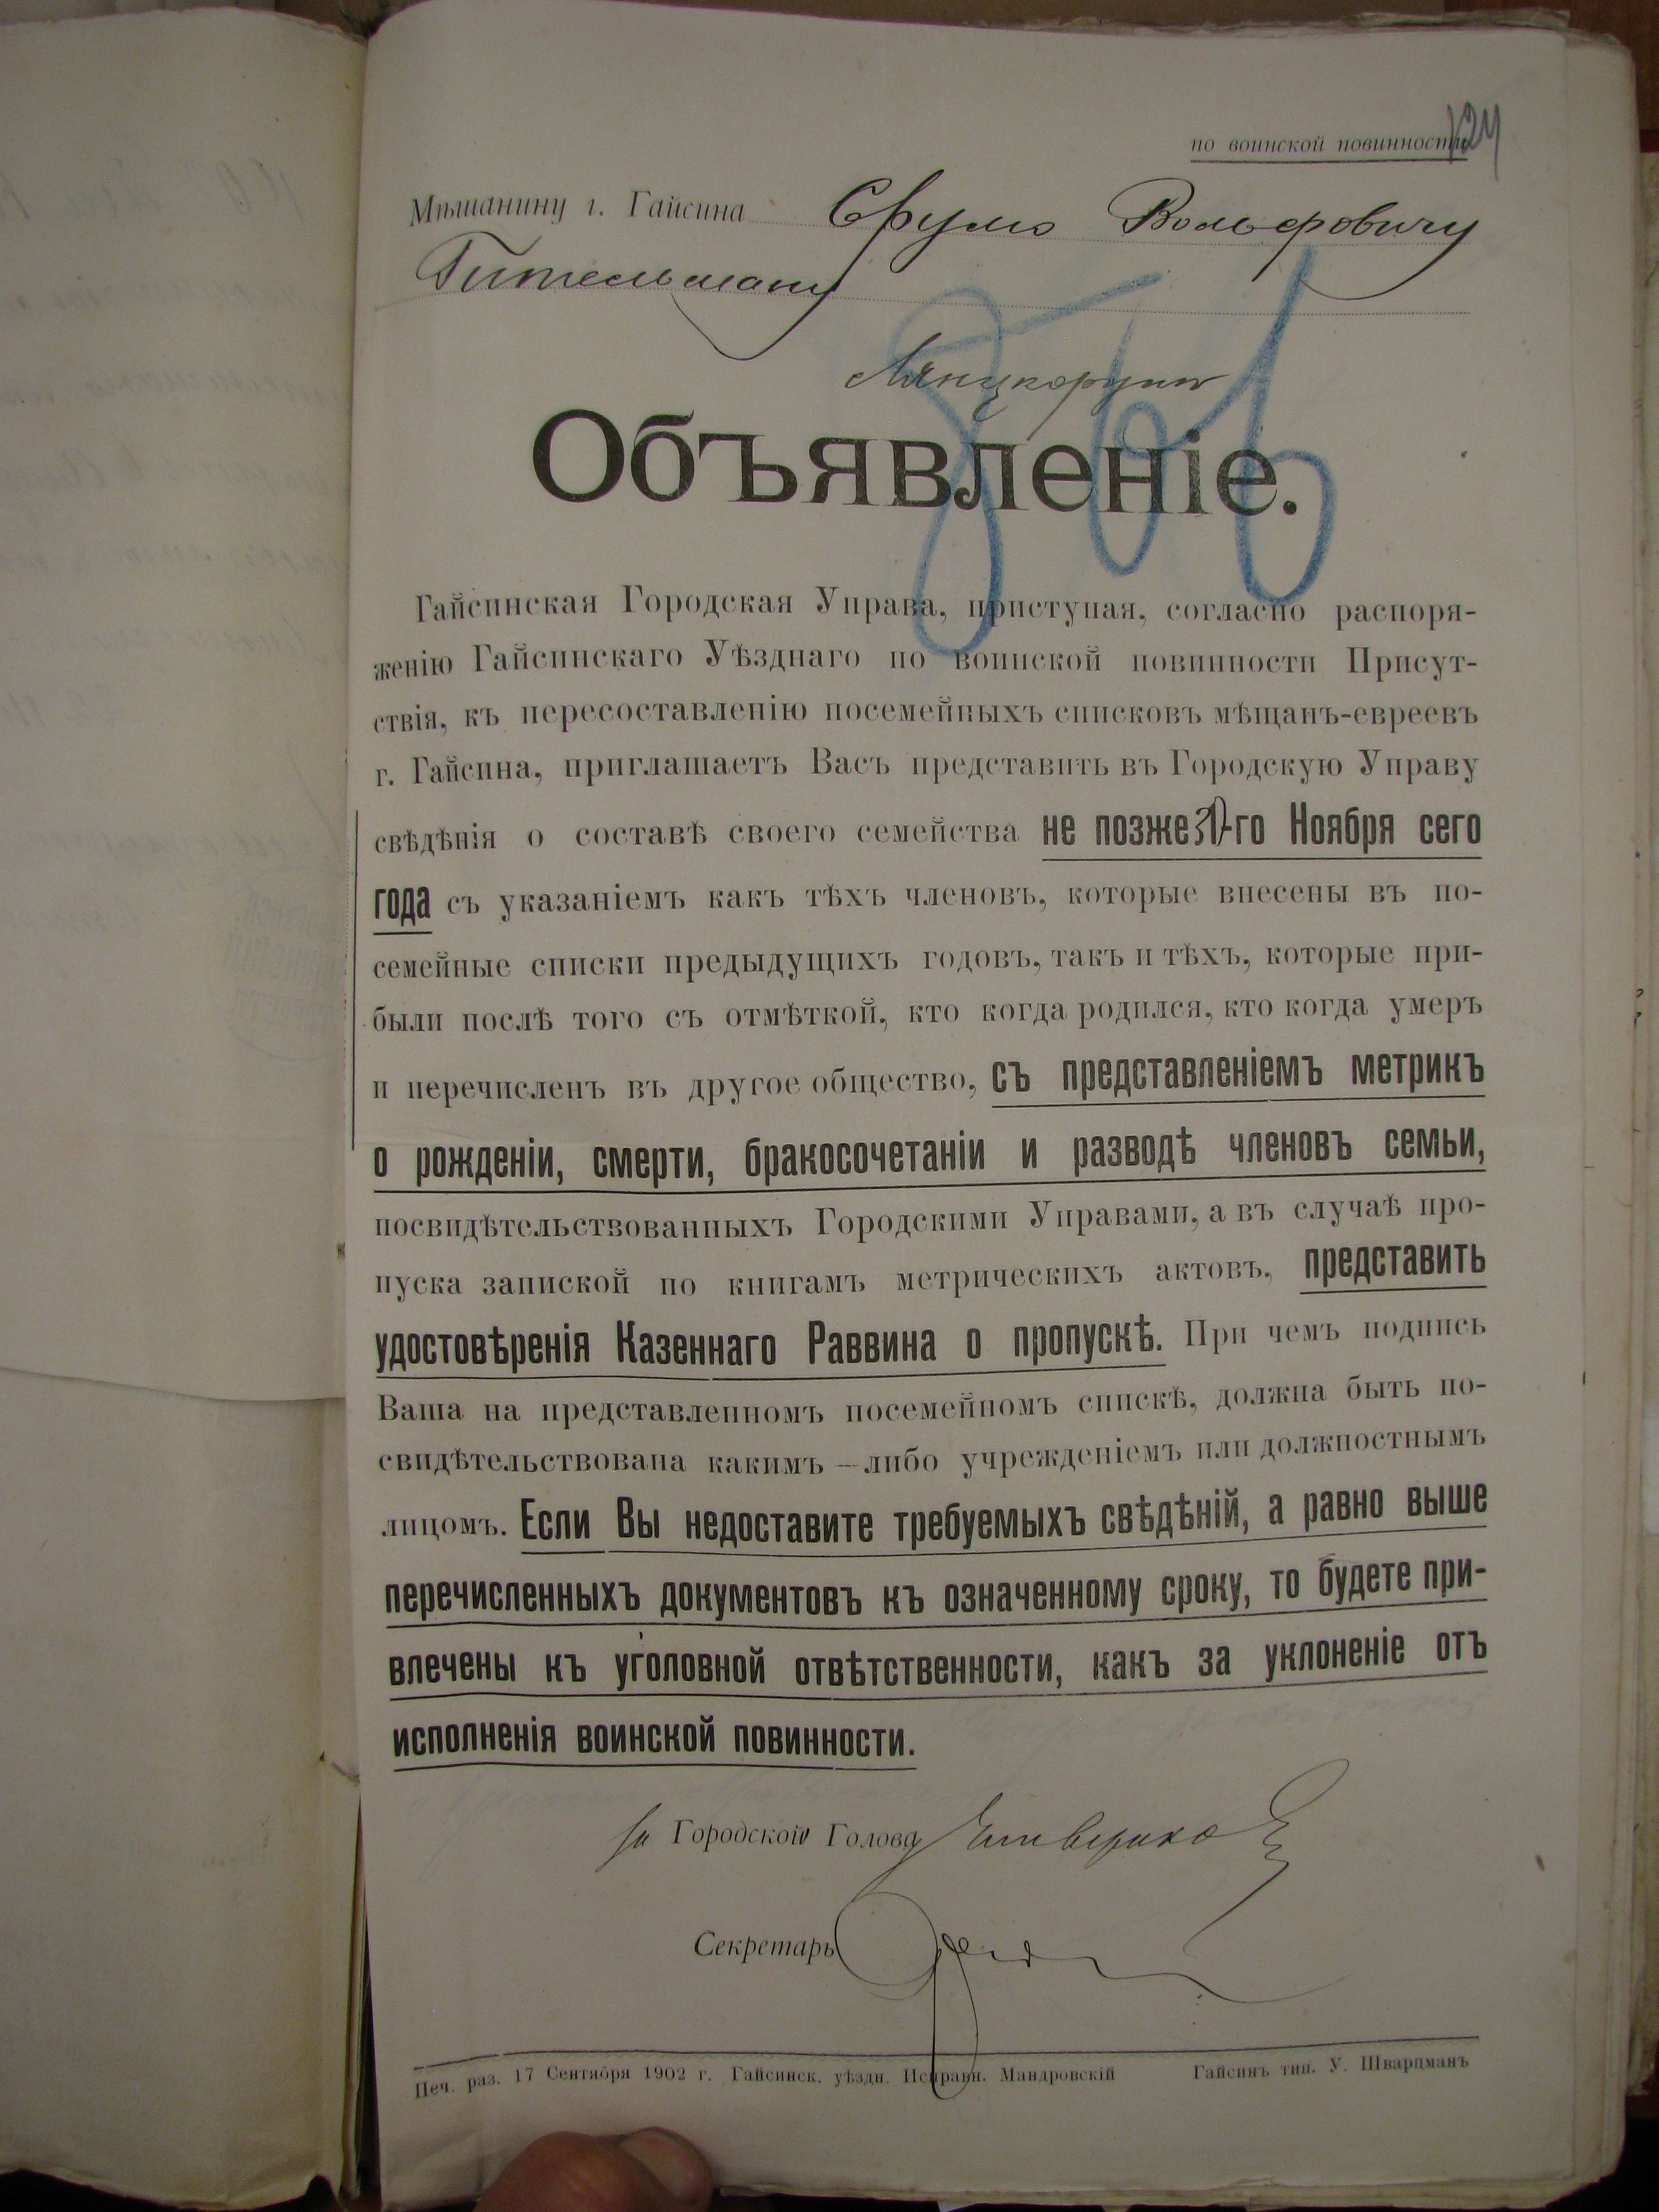 124
по воинской повинности
Мѣщанину г. Гайсина Срулю Вольфовичу
Гительману
Объявленіе.
Гайсинская Городская Управа, приступая, согласно распоря-
женію Гайсинскаго Уѣзднаго по воинской повинности Присут-
ствія, къ пересоставленію посемейныхъ списковъ мѣщанъ-евреевъ
г. Гайсина, приглашаетъ Васъ представить въ Городскую Управу
свѣдѣнія о составѣ своего семейства не позже -го Ноября сего
года съ указаніемъ какъ тѣхъ членовъ, которые внесены въ по-
семейные списки предыдущихъ годовъ, такъ и тѣхъ, которые при-
были послѣ того съ отмѣткой, кто когда родился, кто когда умеръ
и перечисленъ въ другое общество, съ представленіемъ метрикъ
о рожденіи, смерти, бракосочетаніи и разводѣ членовъ семьи,
посвидѣтельствованныхъ Городскими Управами, а въ случаѣ про-
пуска запиской по книгамъ метрическихъ актовъ, представить
удостовѣренія Казеннаго Раввина о пропускѣ. При чемъ подпись
Ваша на представленномъ посемейномъ спискѣ, должна быть по-
свидѣтельствована какимъ—либо учрежденіемъ или должностнымъ
лицомъ. Если Вы недоставите требуемыхъ свѣдѣній, а равно выше
перечисленныхъ документовъ къ означенному сроку, то будете при-
влечены къ уголовной отвѣтственности, какъ за уклоненіе отъ
исполненія воинской повинности.
За Городской Голова
Секретарь
Печ. раз. 17 Сентября 1902 г. Гайсинск. уѣздн. Исправн. Мандровскій Гайсинъ тип. У. Шварцманъ